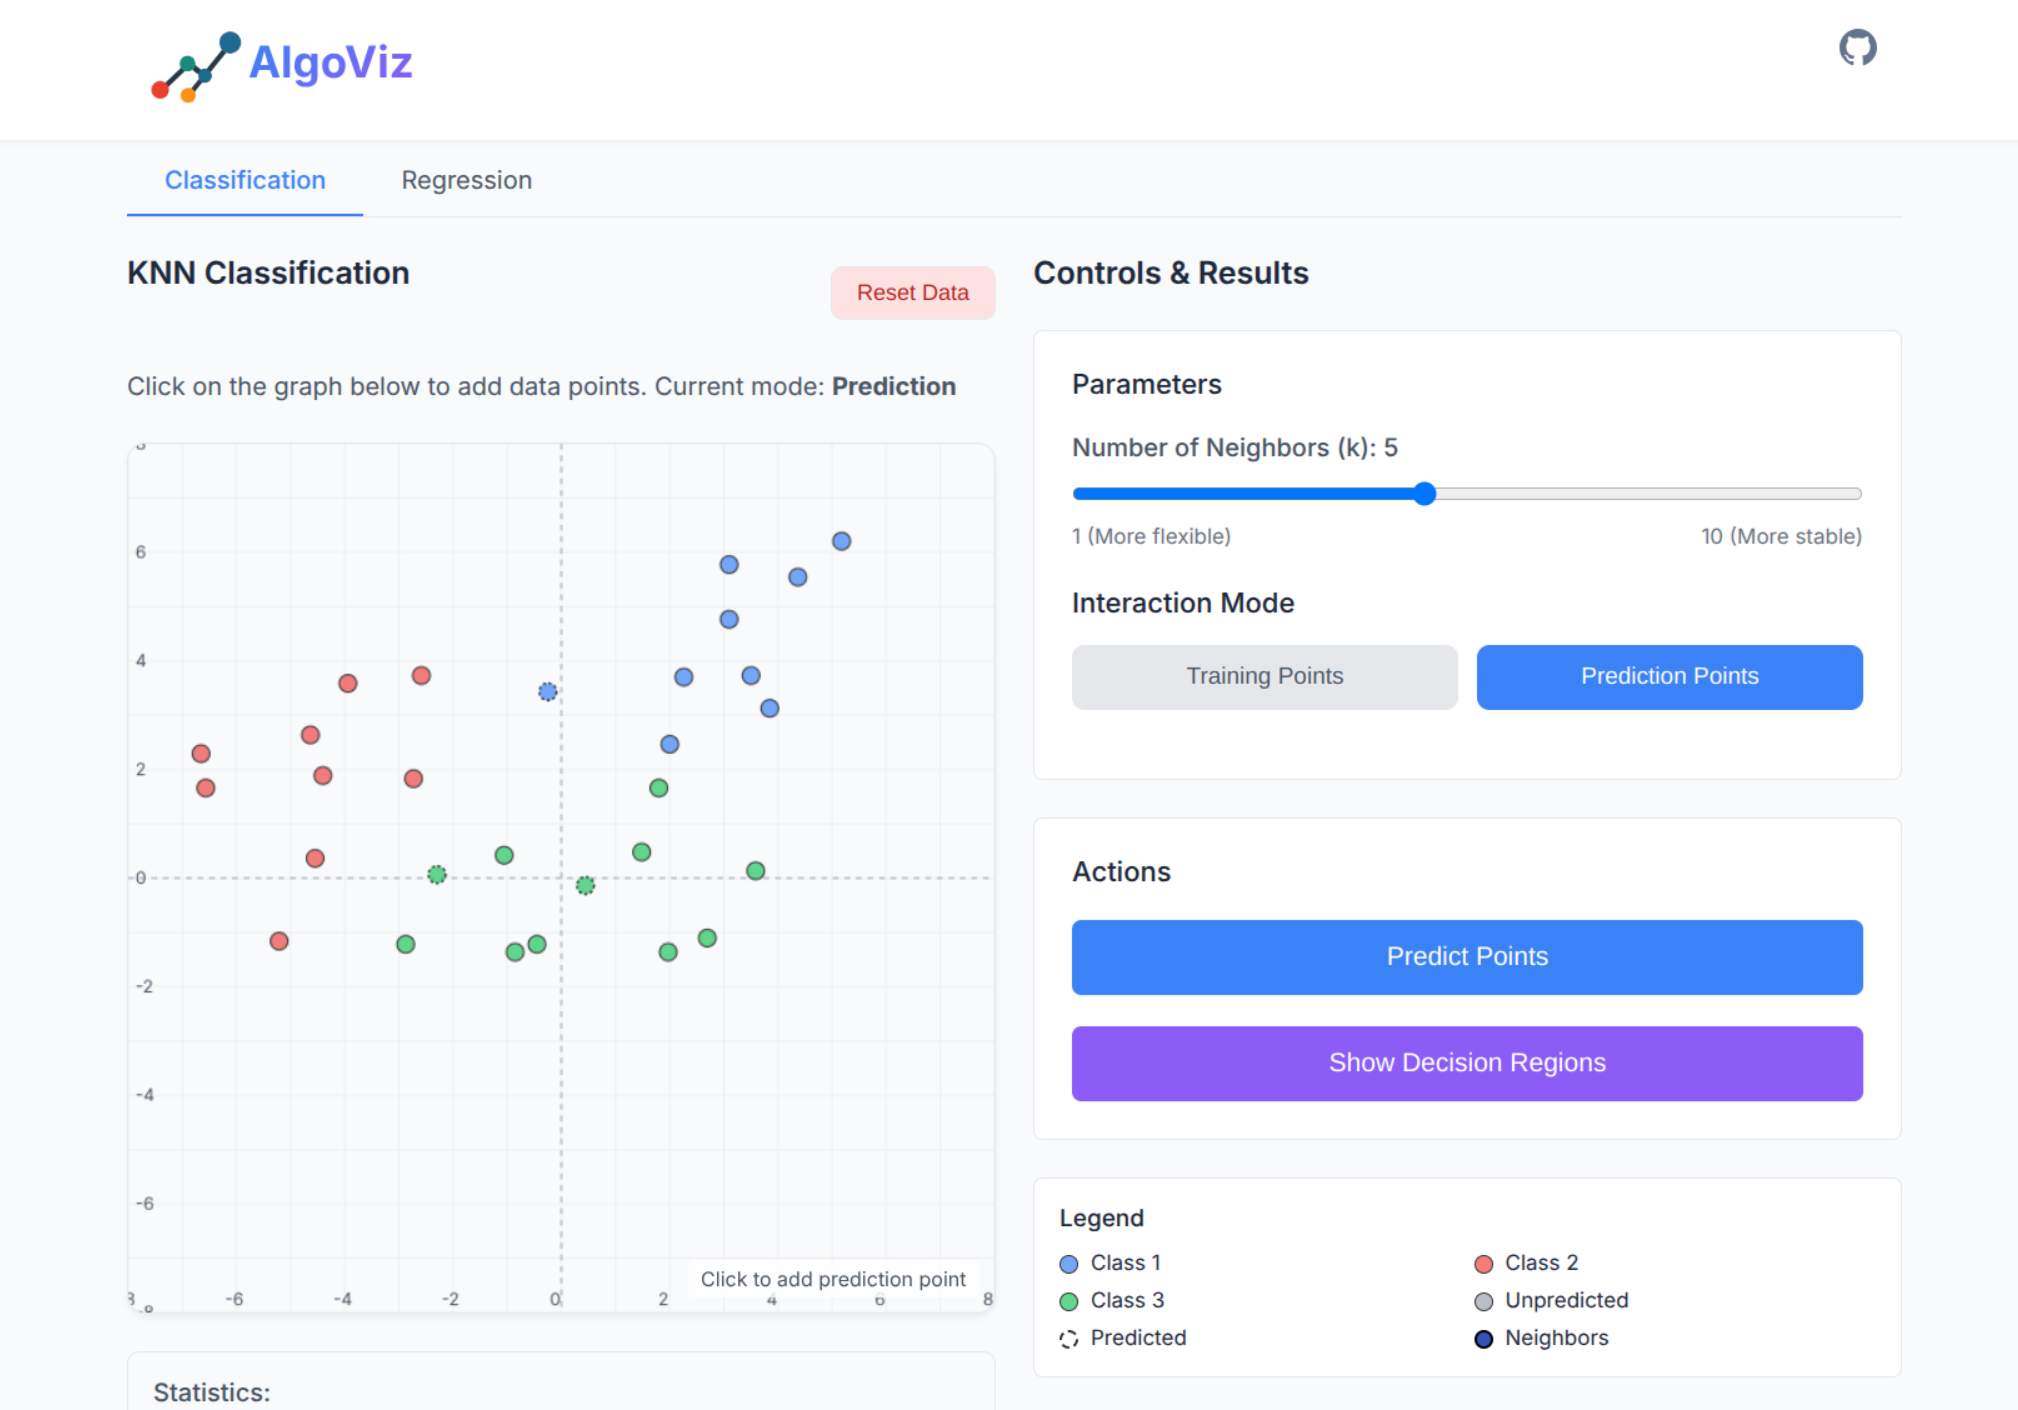 AlgoViz
Classification
Regression
KNN Classification
Reset Data
Click on the graph below to add data points. Current mode: Prediction
6
4
2
0
-2
-4
-6
-8
-6
-4
-2
0
2
4
6
8
Click to add prediction point
Statistics:
Controls & Results
Parameters
Number of Neighbors (k): 5
1 (More flexible)
10 (More stable)
Interaction Mode
Training Points
Prediction Points
Actions
Predict Points
Show Decision Regions
Legend
Class 1
Class 2
Class 3
Unpredicted
Predicted
Neighbors